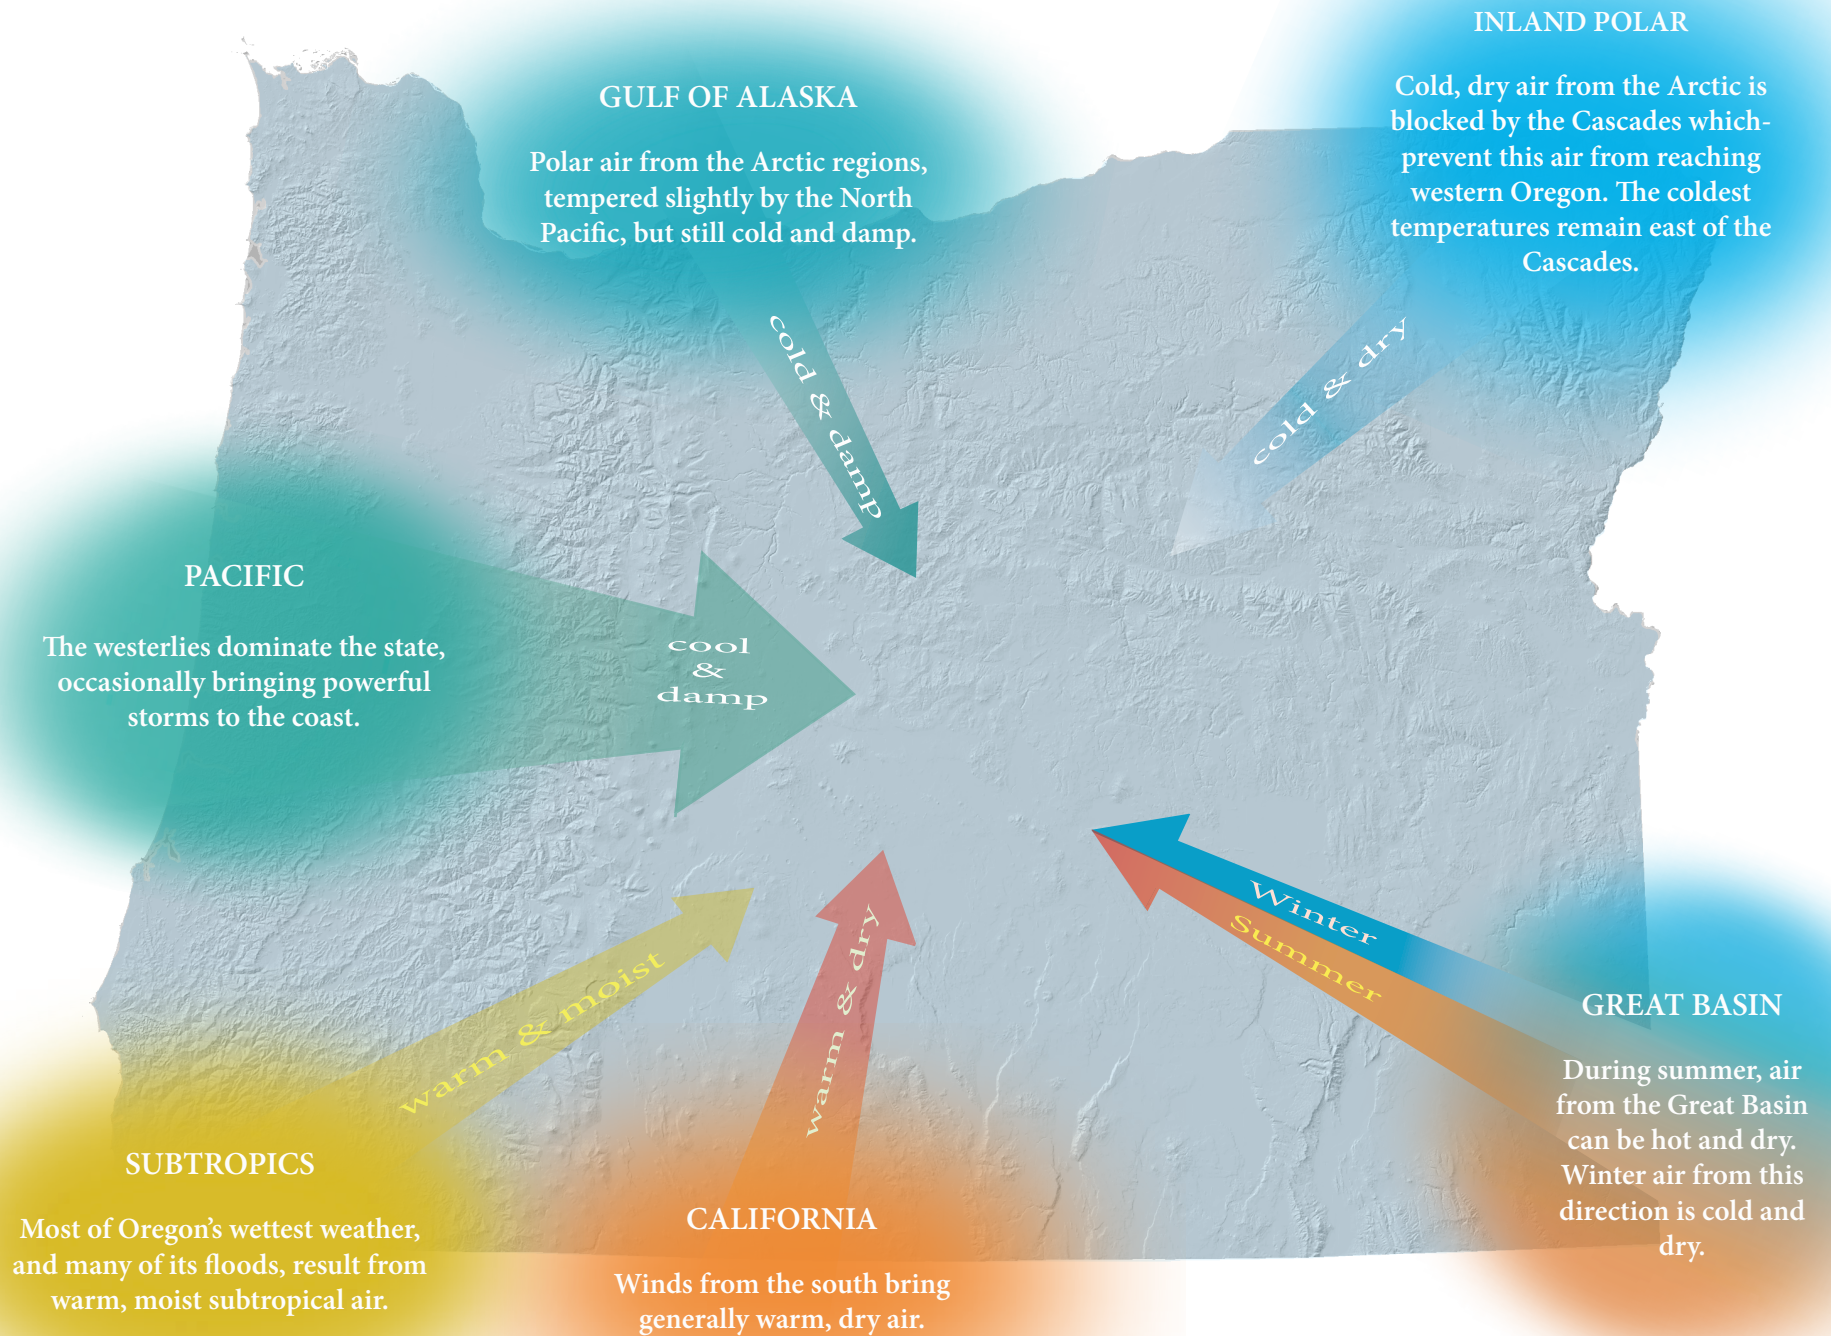 INLAND POLAR
Cold, dry air from the Arctic is
blocked by the Cascades which-
prevent this air from reaching
western Oregon. The coldest
temperatures remain east of the
Cascades.
GULF OF ALASKA
Polar air from the Arctic regions,
tempered slightly by the North
Pacific, but still cold and damp.
cold & damp
cold & dry
PACIFIC
The westerlies dominate the state,
occasionally bringing powerful
storms to the coast.
cool
&
damp
Winter
Summer
warm & moist
warm & dry
GREAT BASIN
During summer, air
from the Great Basin
can be hot and dry.
Winter air from this
direction is cold and
dry.
SUBTROPICS
Most of Oregon’s wettest weather,
and many of its floods, result from
warm, moist subtropical air.
CALIFORNIA
Winds from the south bring
generally warm, dry air.